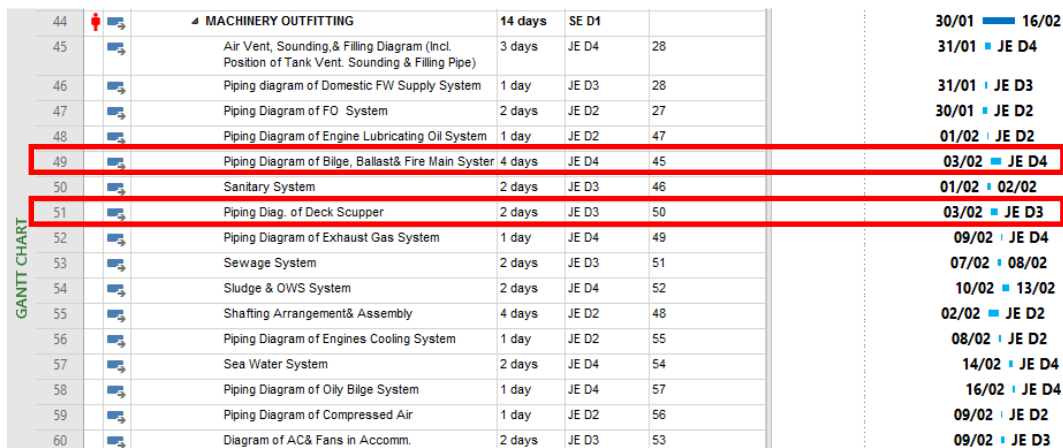 44 MACHINERY OUTFITTING 14 days SE D1 30/01 16/02
45 Air Vent, Sounding,& Filling Diagram (Incl. 3 days JE D4 28 31/01 JE D4
Position of Tank Vent. Sounding & Filling Pipe)
46 Piping diagram of Domestic FW Supply System 1 day JE D3 28 31/01 JE D3
47 Piping Diagram of FO System 2 days JE D2 27 30/01 JE D2
48 Piping Diagram of Engine Lubricating Oil System 1 day JE D2 47 01/02 JE D2
49 Piping Diagram of Bilge, Ballast& Fire Main Syster 4 days JE D4 45 03/02 JE D4
50 Sanitary System 2 days JE D3 46 01/02 02/02
51 Piping Diag. of Deck Scupper 2 days JE D3 50 03/02 JE D3
52 Piping Diagram of Exhaust Gas System 1 day JE D4 49 09/02 JE D4
53 Sewage System 2 days JE D3 51 07/02 08/02
54 Sludge & OWS System 2 days JE D4 52 10/02 13/02
55 Shafting Arrangement& Assembly 4 days JE D2 48 02/02 JE D2
56 Piping Diagram of Engines Cooling System 1 day JE D2 55 08/02 JE D2
57 Sea Water System 2 days JE D4 54 14/02 JE D4
58 Piping Diagram of Oily Bilge System 1 day JE D4 57 16/02 JE D4
59 Piping Diagram of Compressed Air 1 day JE D2 56 09/02 JE D2
60 Diagram of AC& Fans in Accomm. 2 days JE D3 53 09/02 JE D3
GANTT CHART